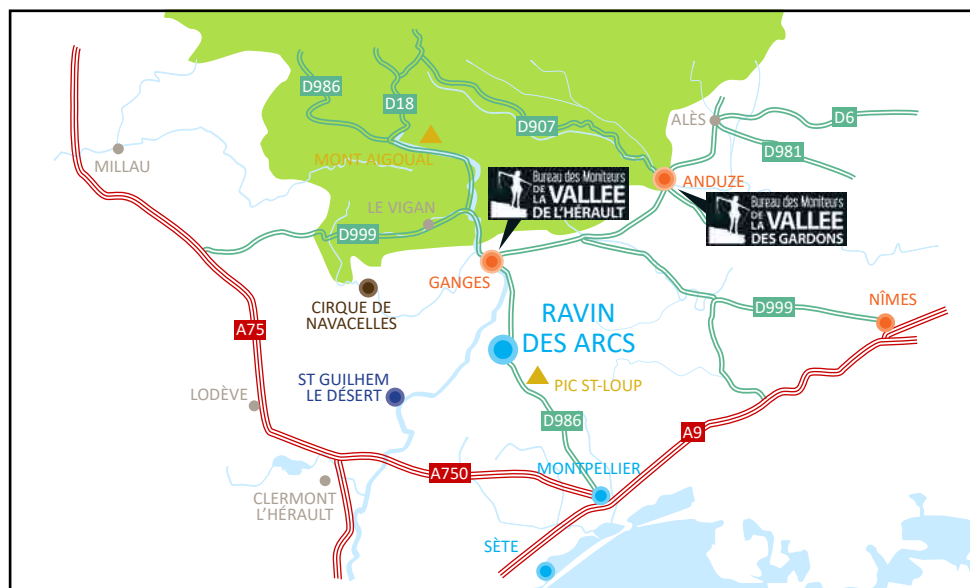 D986
D18
D907
ALÈS
D6
D981
MILLAU
MONT AIGOUAL
ANDUZE
Bureau des Moniteurs
DE LA VALLEE
DE L'HÉRAULT
Bureau des Moniteurs
DE LA VALLEE
DES GARDONS
LE VIGAN
D999
GANGES
CIRQUE DE
NAVACELLES
NÎMES
D999
RAVIN
DES ARCS
A75
ST GUILHEM
LE DÉSERT
PIC ST-LOUP
LODÈVE
D986
A9
MONTPELLIER
A750
CLERMONT
L'HÉRAULT
SÈTE